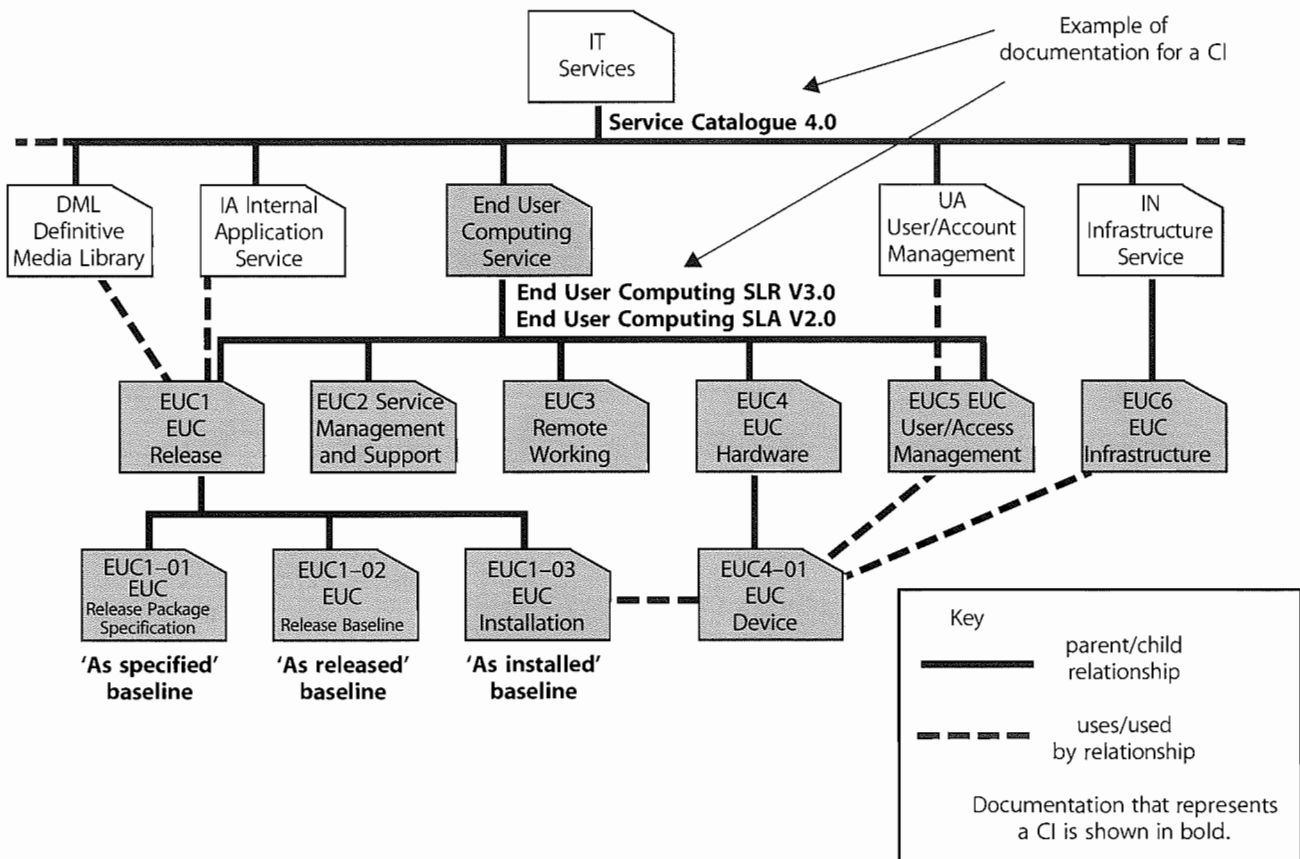 IT
Services
Example of
documentation for a CI
Service Catalogue 4.0
DML
Definitive
Media Library
IA Internal
Application
Service
End User
Computing
Service
UA
User/Account
Management
IN
Infrastructure
Service
End User Computing SLR V3.0
End User Computing SLA V2.0
EUC1
EUC
Release
EUC2 Service
Management
and Support
EUC3
Remote
Working
EUC4
EUC
Hardware
EUC5 EUC
User/Access
Management
EUC6
EUC
Infrastructure
EUC1–01
EUC
Release Package
Specification
EUC1–02
EUC
Release Baseline
EUC1–03
EUC
Installation
EUC4–01
EUC
Device
'As specified'
baseline
'As released'
baseline
'As installed'
baseline
Key
parent/child
relationship
uses/used
by relationship
Documentation that represents
a CI is shown in bold.